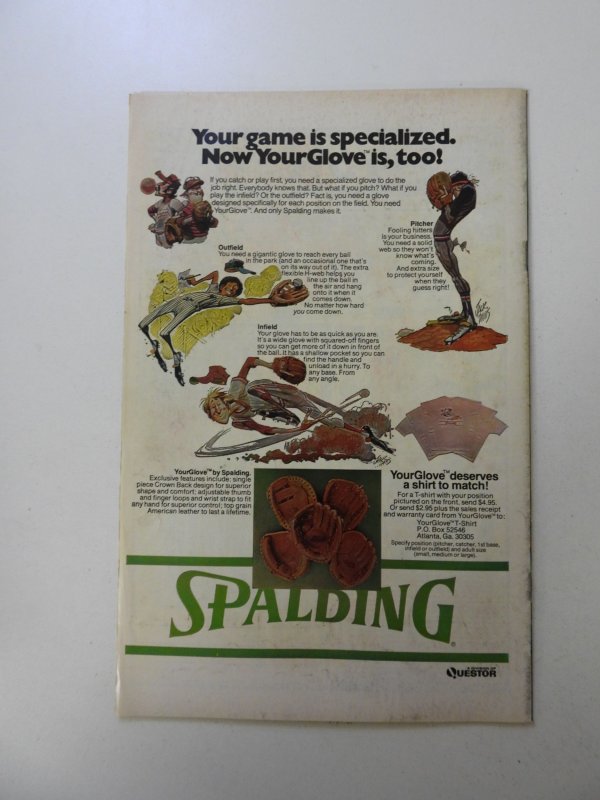 Your game is specialized.
Now YourGlove™ is, too!
If you catch or play first, you need a specialized glove to do the
job right. Everybody knows that. But what if you pitch? What if you
play the infield? Or the outfield? Fact is, you need a glove
designed specifically for each position on the field. You need
YourGlove™. And only Spalding makes it.
Pitcher
Fooling hitters
is your business.
You need a solid
web so they won't
know what's
coming.
And extra size
to protect yourself
when they
guess right!
Outfield
You need a gigantic glove to reach every ball
in the park (and an occasional one that's
on its way out of it). The extra
flexible H-web helps you
line up the ball in
the air and hang
onto it when it
comes down.
No matter how hard
you come down.
Infield
Your glove has to be as quick as you are.
It's a wide glove with squared-off fingers
so you can get more of it down in front of
the ball. It has a shallow pocket so you can
find the handle and
unload in a hurry. To
any base. From
any angle.
YourGlove™ by Spalding.
Exclusive features include: single
piece Crown Back design for superior
shape and comfort; adjustable thumb
and finger loops and wrist strap to fit
any hand for superior control; top grain
American leather to last a lifetime.
YourGlove™ deserves
a shirt to match!
For a T-shirt with your position
pictured on the front, send $4.95.
Or send $2.95 plus the sales receipt
and warranty card from YourGlove™ to:
YourGlove™ T-Shirt
P.O. Box 52546
Atlanta, Ga. 30305
Specify position (pitcher, catcher, 1st base,
infield or outfield) and adult size
(small, medium or large).
SPALDING®
A DIVISION OF
QUESTOR